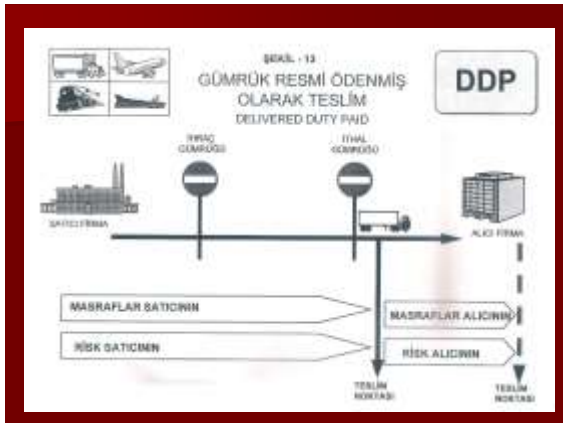 ŞEKİL - 13
GÜMRÜK RESMİ ÖDENMİŞ
OLARAK TESLİM
DELIVERED DUTY PAID
DDP
İHRAÇ
GÜMRÜĞÜ
İTHAL
GÜMRÜĞÜ
SATICI FİRMA
ALICI FİRMA
MASRAFLAR SATICININ
MASRAFLAR ALICININ
RİSK SATICININ
RİSK ALICININ
TESLİM
NOKTASI
TESLİM
NOKTASI